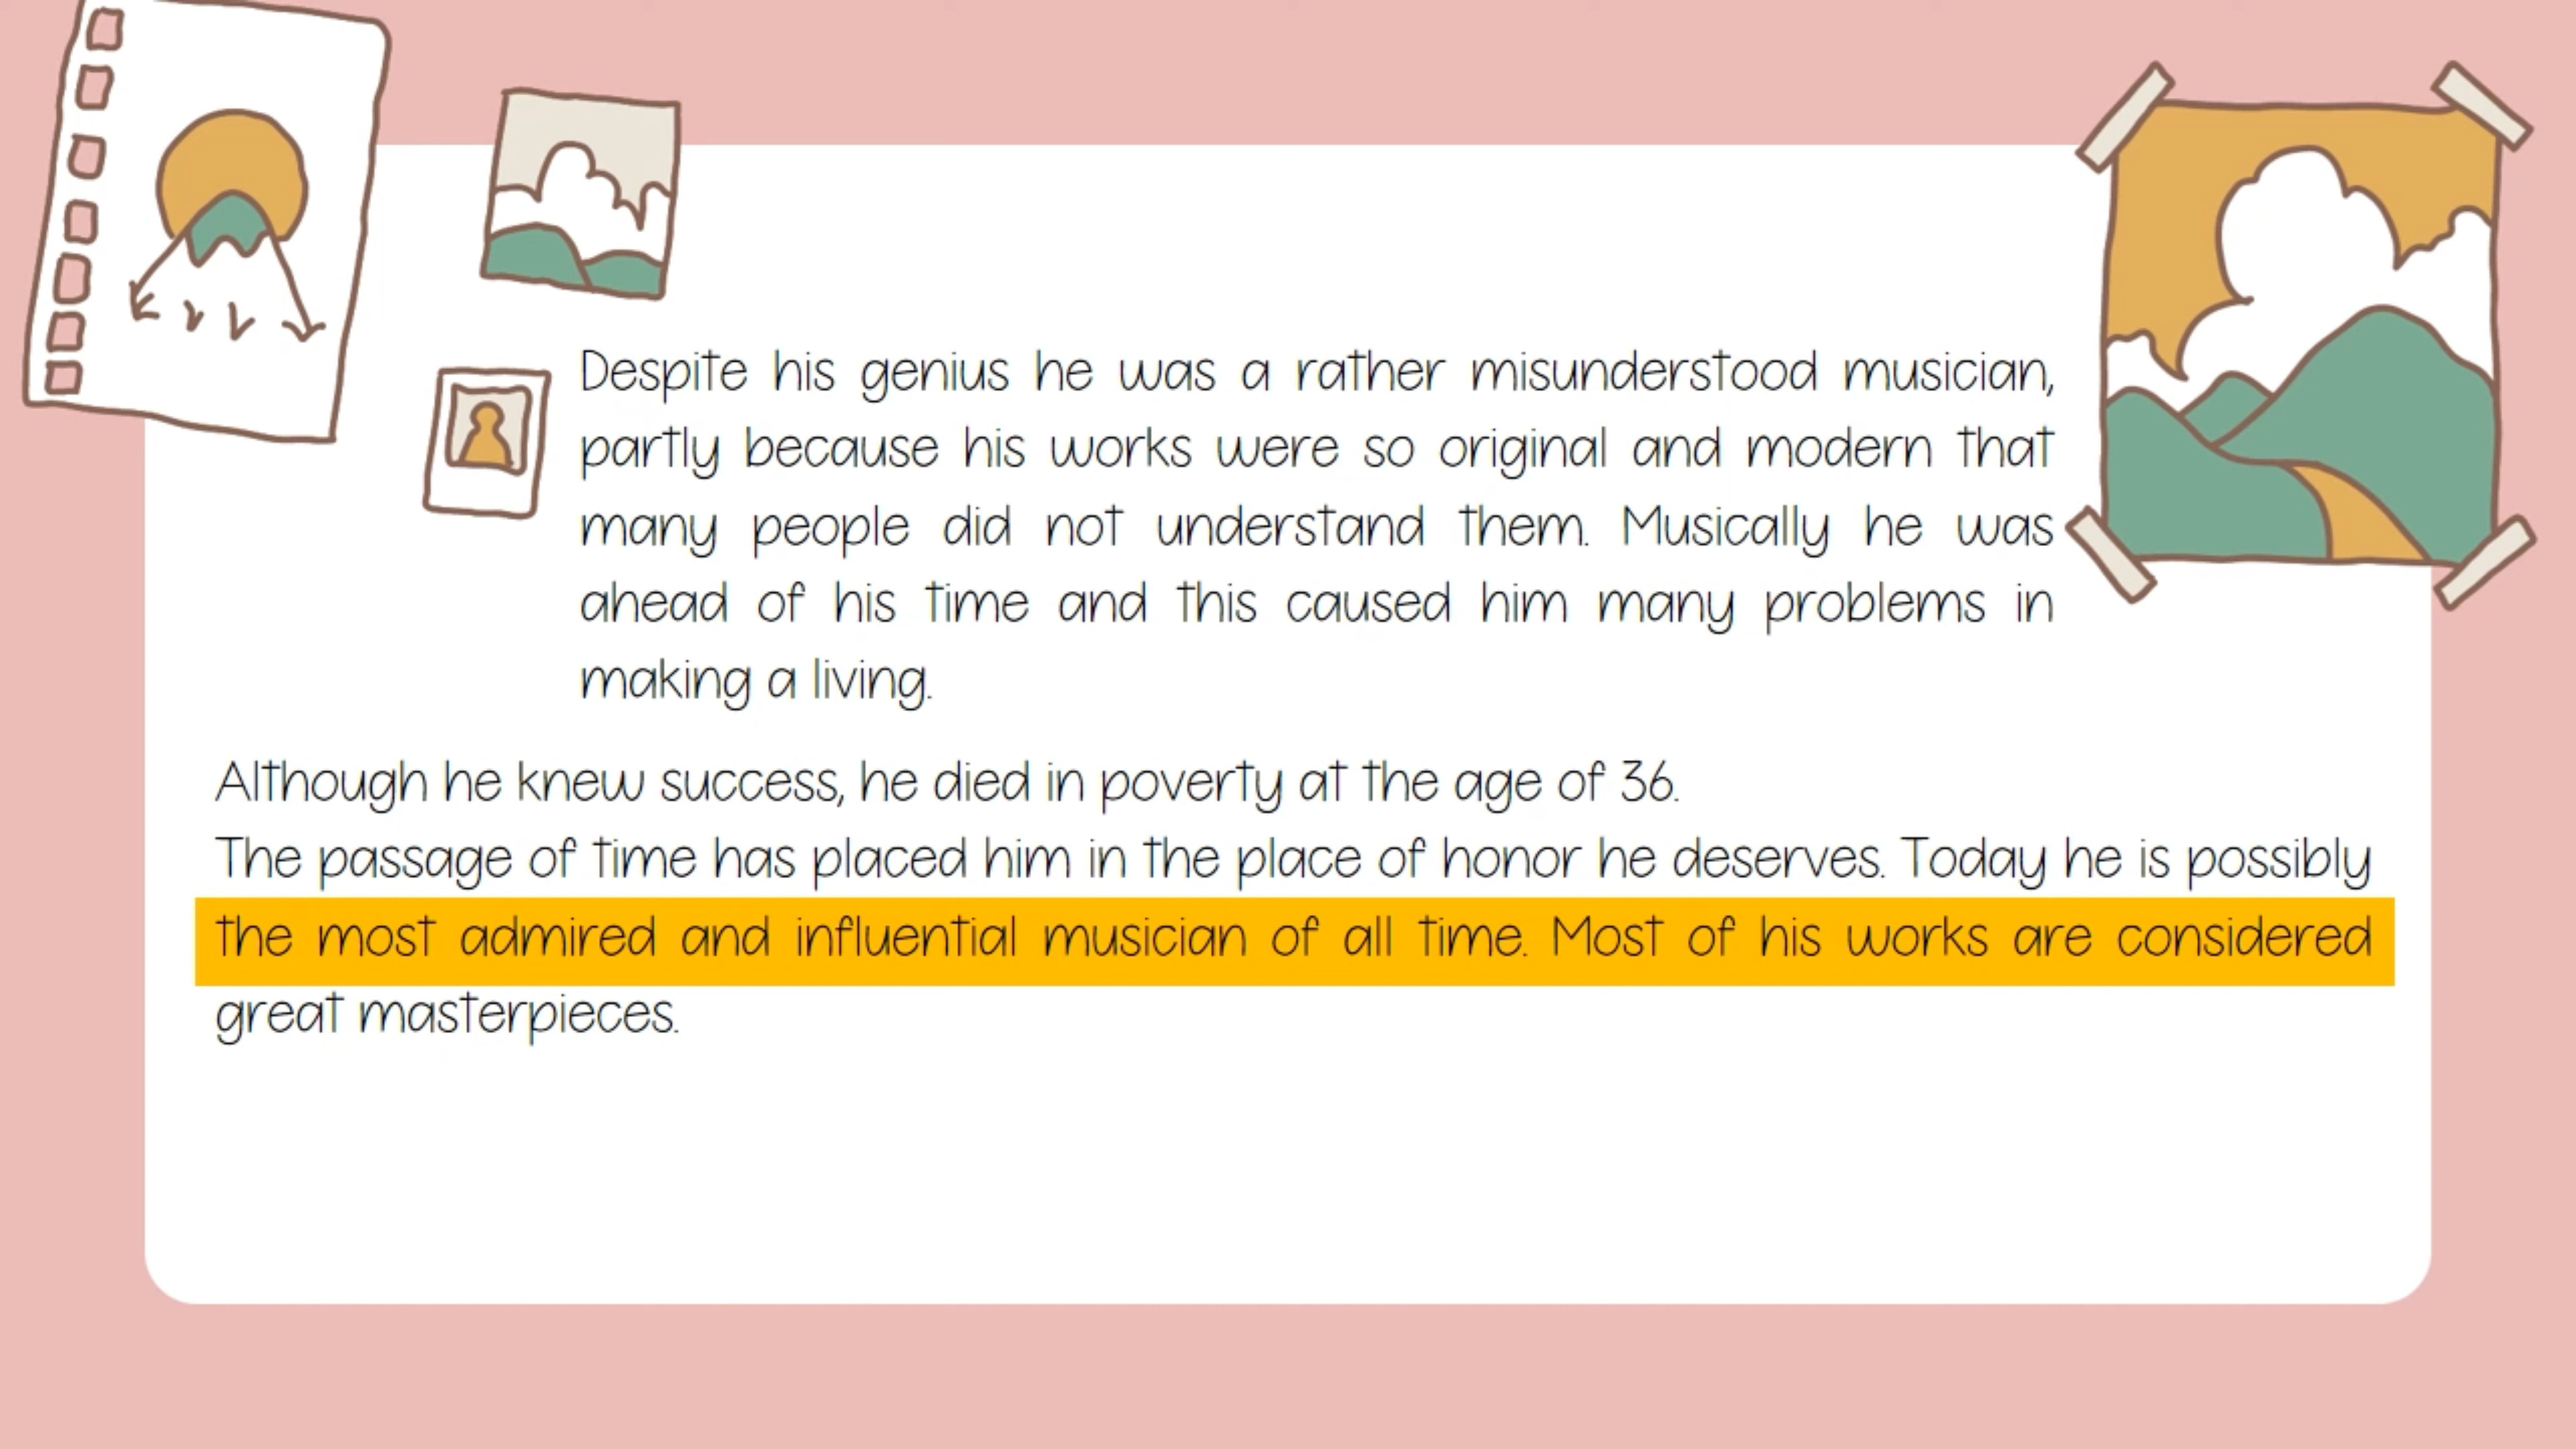 Despite his genius he was a rather misunderstood musician,
partly because his works were so original and modern that
many people did not understand them. Musically he was
ahead of his time and this caused him many problems in
making a living.
Although he knew success, he died in poverty at the age of 36.
The passage of time has placed him in the place of honor he deserves. Today he is possibly
the most admired and influential musician of all time. Most of his works are considered
great masterpieces.